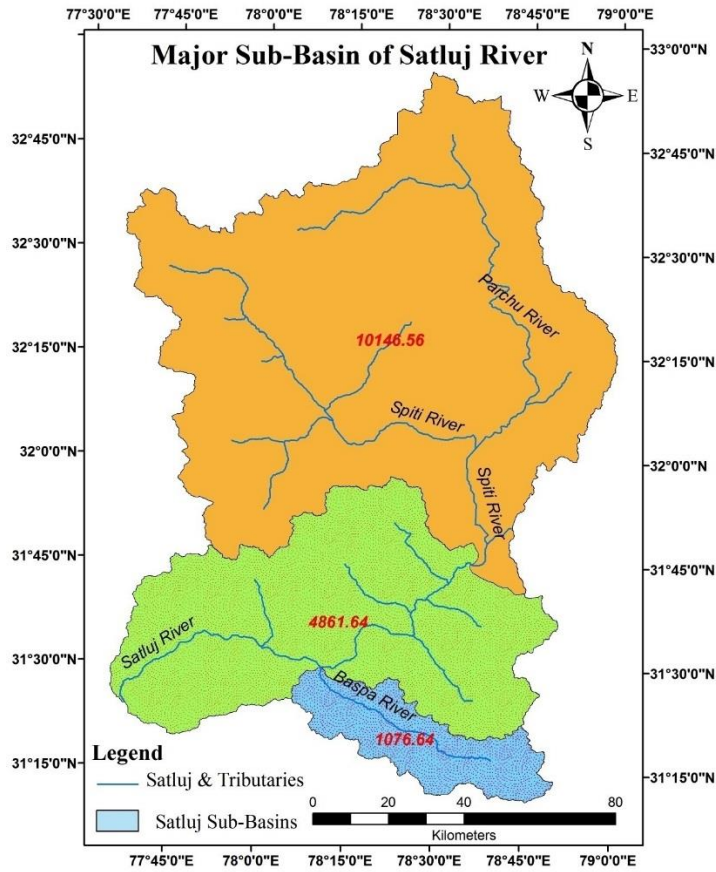 77°30'0"E 77°45'0"E 78°0'0"E 78°15'0"E 78°30'0"E 78°45'0"E 79°0'0"E
Major Sub-Basin of Satluj River
N
W E
S
33°0'0"N
32°45'0"N 32°45'0"N
32°30'0"N 32°30'0"N
Parchu River
10146.56
32°15'0"N 32°15'0"N
Spiti River
32°0'0"N 32°0'0"N
Spiti River
31°45'0"N 31°45'0"N
4861.64
Satluj River
31°30'0"N 31°30'0"N
Baspa River
1076.64
Legend
31°15'0"N 31°15'0"N
Satluj & Tributaries
Satluj Sub-Basins
0 20 40 80
Kilometers
77°45'0"E 78°0'0"E 78°15'0"E 78°30'0"E 78°45'0"E 79°0'0"E